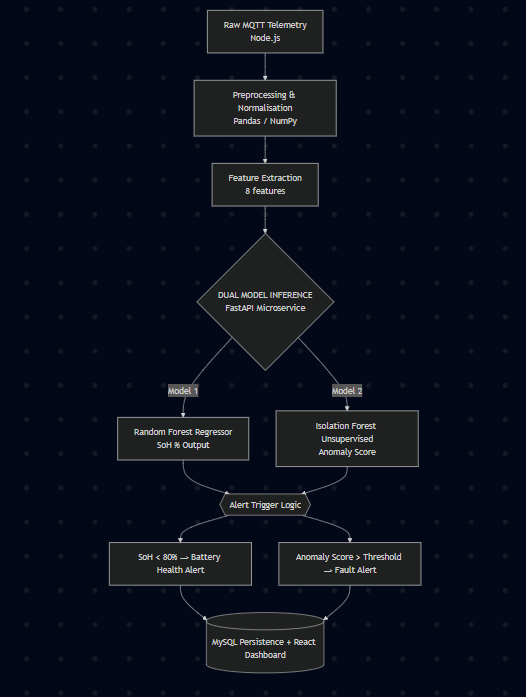 Raw MQTT Telemetry
Node.js
Preprocessing &
Normalisation
Pandas / NumPy
Feature Extraction
8 features
DUAL MODEL INFERENCE
FastAPI Microservice
Model 1
Model 2
Random Forest Regressor
SoH % Output
Isolation Forest
Unsupervised
Anomaly Score
Alert Trigger Logic
SoH < 80% —> Battery
Health Alert
Anomaly Score > Threshold
—> Fault Alert
MySQL Persistence + React
Dashboard